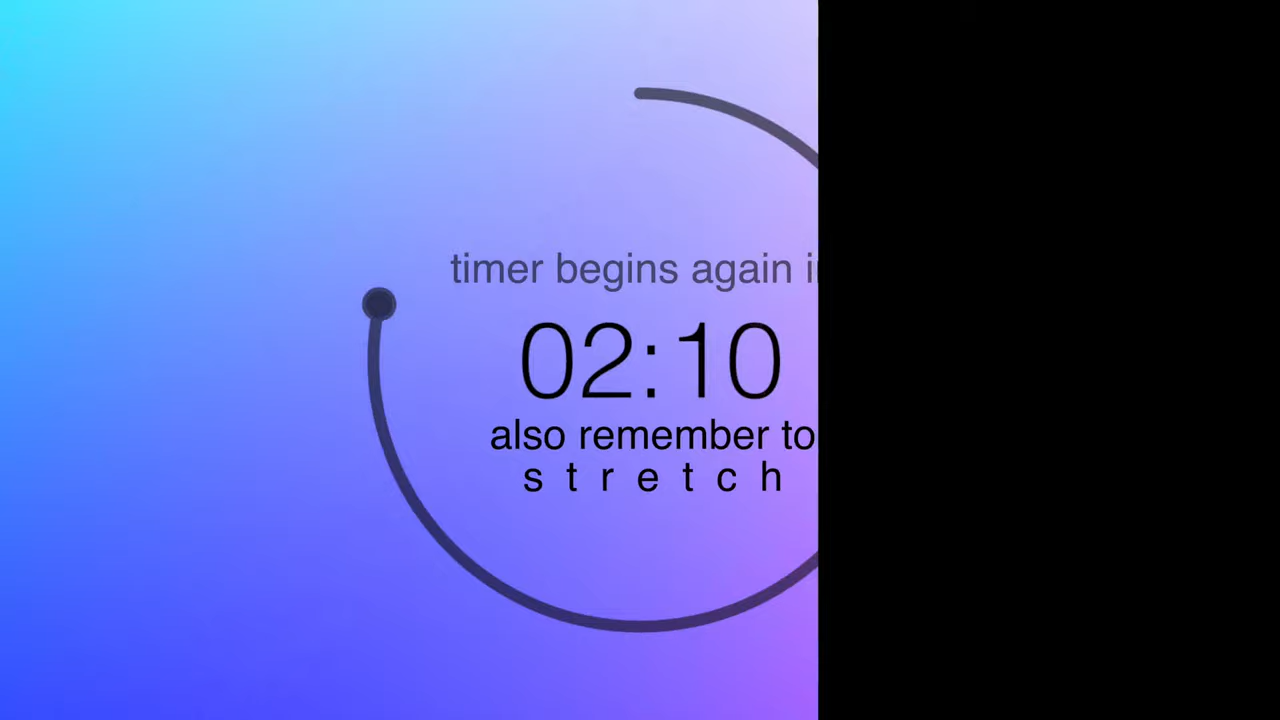 timer begins again
02:10
also remember to
s t r e t c h